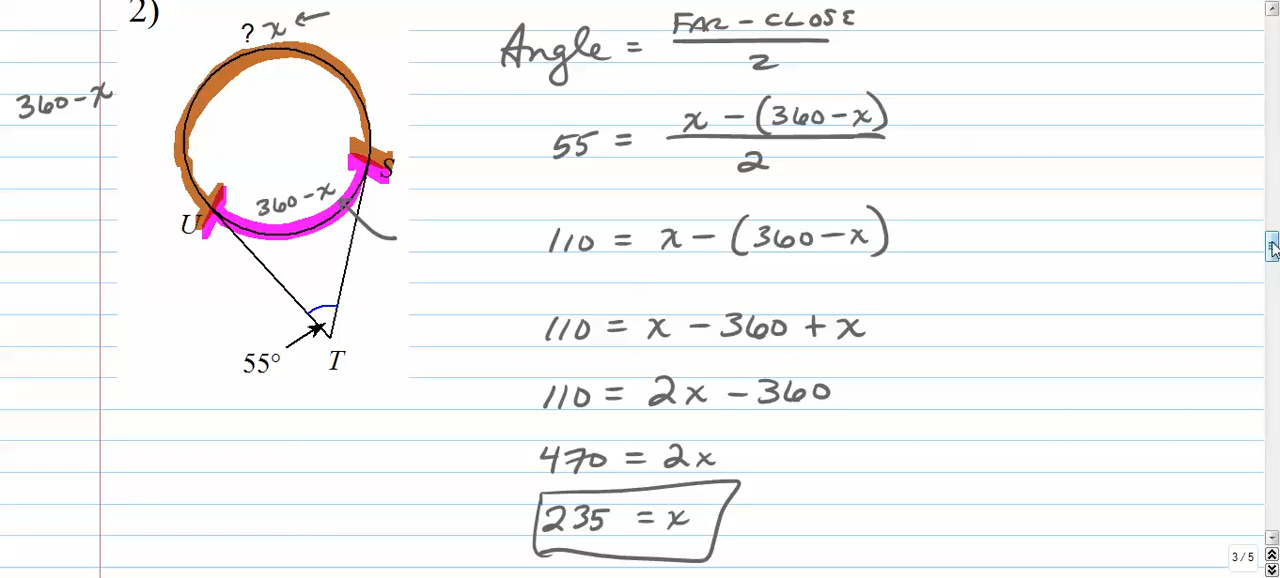 2)
? x ←
360-x
S
360-x
U
55°
T
Angle = FAR - CLOSE / 2
55 = x - (360-x) / 2
110 = x - (360-x)
110 = x - 360 + x
110 = 2x - 360
470 = 2x
235 = x
3 / 5